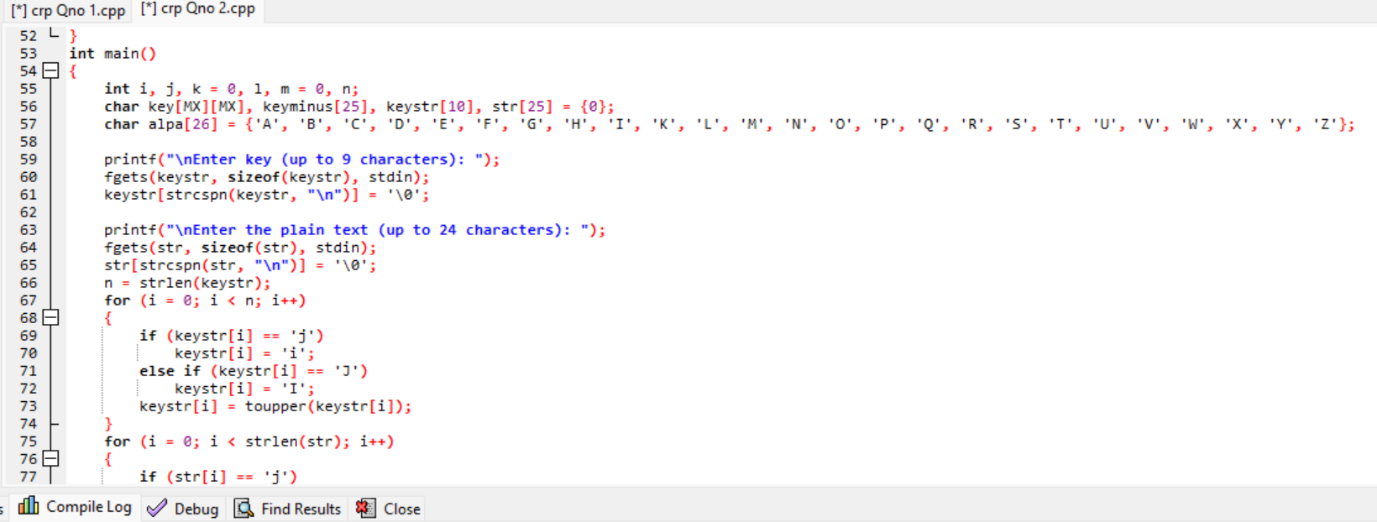 [*] crp Qno 1.cpp [*] crp Qno 2.cpp
52 }
53 int main()
54 {
55 int i, j, k = 0, l, m = 0, n;
56 char key[MX][MX], keyminus[25], keystr[10], str[25] = {0};
57 char alpa[26] = {'A', 'B', 'C', 'D', 'E', 'F', 'G', 'H', 'I', 'K', 'L', 'M', 'N', 'O', 'P', 'Q', 'R', 'S', 'T', 'U', 'V', 'W', 'X', 'Y', 'Z'};
58
59 printf("\nEnter key (up to 9 characters): ");
60 fgets(keystr, sizeof(keystr), stdin);
61 keystr[strcspn(keystr, "\n")] = '\0';
62
63 printf("\nEnter the plain text (up to 24 characters): ");
64 fgets(str, sizeof(str), stdin);
65 str[strcspn(str, "\n")] = '\0';
66 n = strlen(keystr);
67 for (i = 0; i < n; i++)
68 {
69 if (keystr[i] == 'j')
70 keystr[i] = 'i';
71 else if (keystr[i] == 'J')
72 keystr[i] = 'I';
73 keystr[i] = toupper(keystr[i]);
74 }
75 for (i = 0; i < strlen(str); i++)
76 {
77 if (str[i] == 'j')
s Compile Log Debug Find Results Close